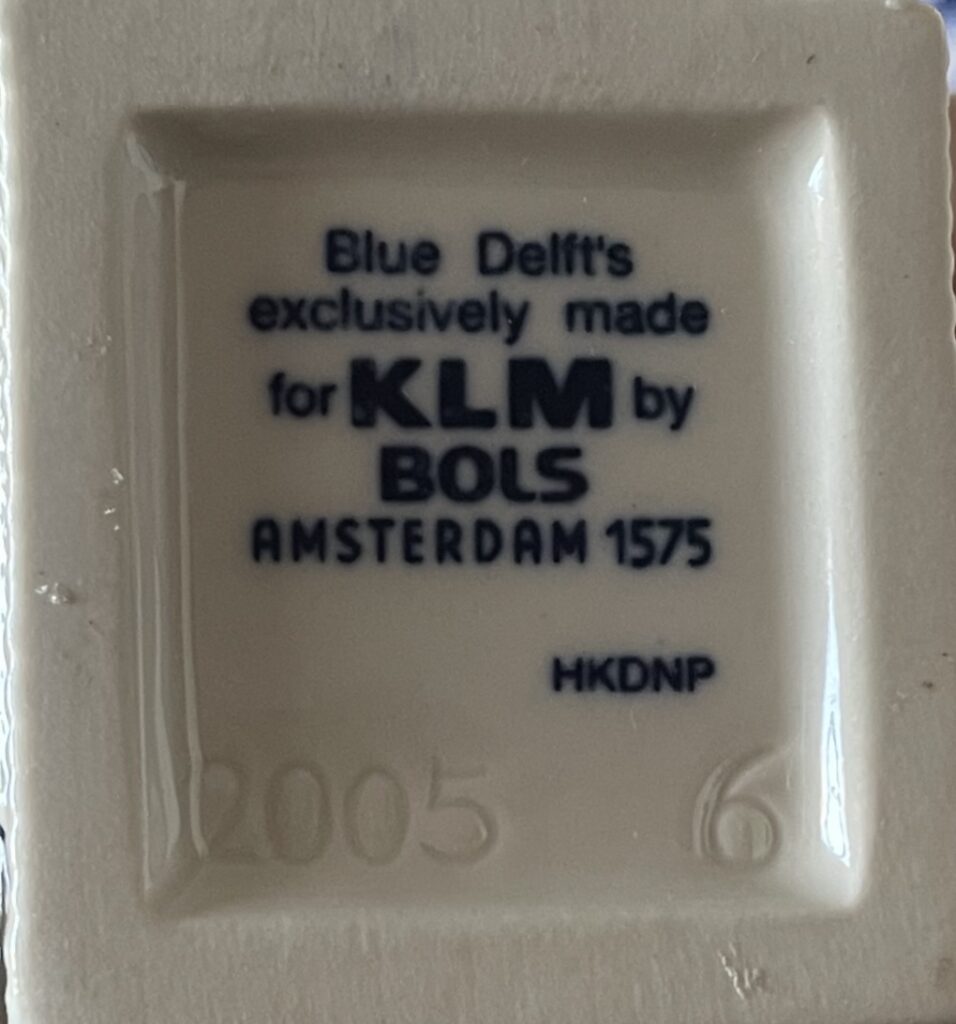 Blue Delft's
exclusively made
for KLM by
BOLS
AMSTERDAM 1575
HKDNP
2005 6